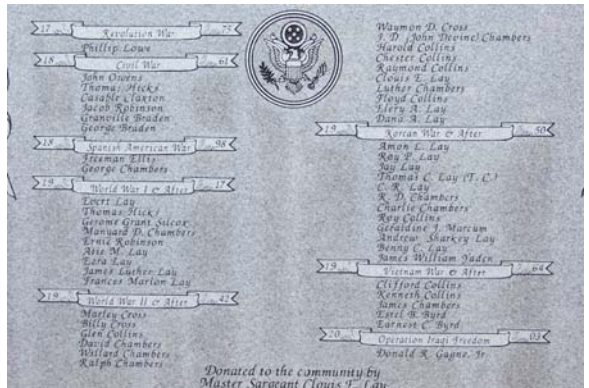 17 Revolution War 75
Phillip Lowe
18 Civil War 61
John Owens
Thomas Hicks
Casable Claxton
Jacob Robinson
Granville Braden
George Braden
18 Spanish American War 98
Freeman Ellis
George Chambers
19 World War I & After 17
Evert Lay
Thomas Hicks
Gerome Grant Silcox
Manyard D. Chambers
Ernie Robinson
Atie M. Lay
Ezra Lay
James Luther Lay
Frances Marion Lay
19 World War II & After 42
Marley Cross
Billy Cross
Glen Collins
David Chambers
Willard Chambers
Ralph Chambers
Waymon D. Cross
J. D. (John Devine) Chambers
Harold Collins
Chester Collins
Raymond Collins
Clouis E. Lay
Luther Chambers
Floyd Collins
Elery A. Lay
Dana A. Lay
19 Korean War & After 50
Amon L. Lay
Roy P. Lay
Jay Lay
Thomas C. Lay (T. C.)
C. R. Lay
R. D. Chambers
Charlie Chambers
Roy Collins
Geraldine J. Marcum
Andrew Sharkey Lay
Benny C. Lay
James William Jaden
19 Vietnam War & After 64
Clifford Collins
Kenneth Collins
James Chambers
Estel B. Byrd
Earnest C. Byrd
20 Operation Iraqi Freedom 03
Donald R. Gagne, Jr
Donated to the community by
Master Sargeant Clouis E. Lay